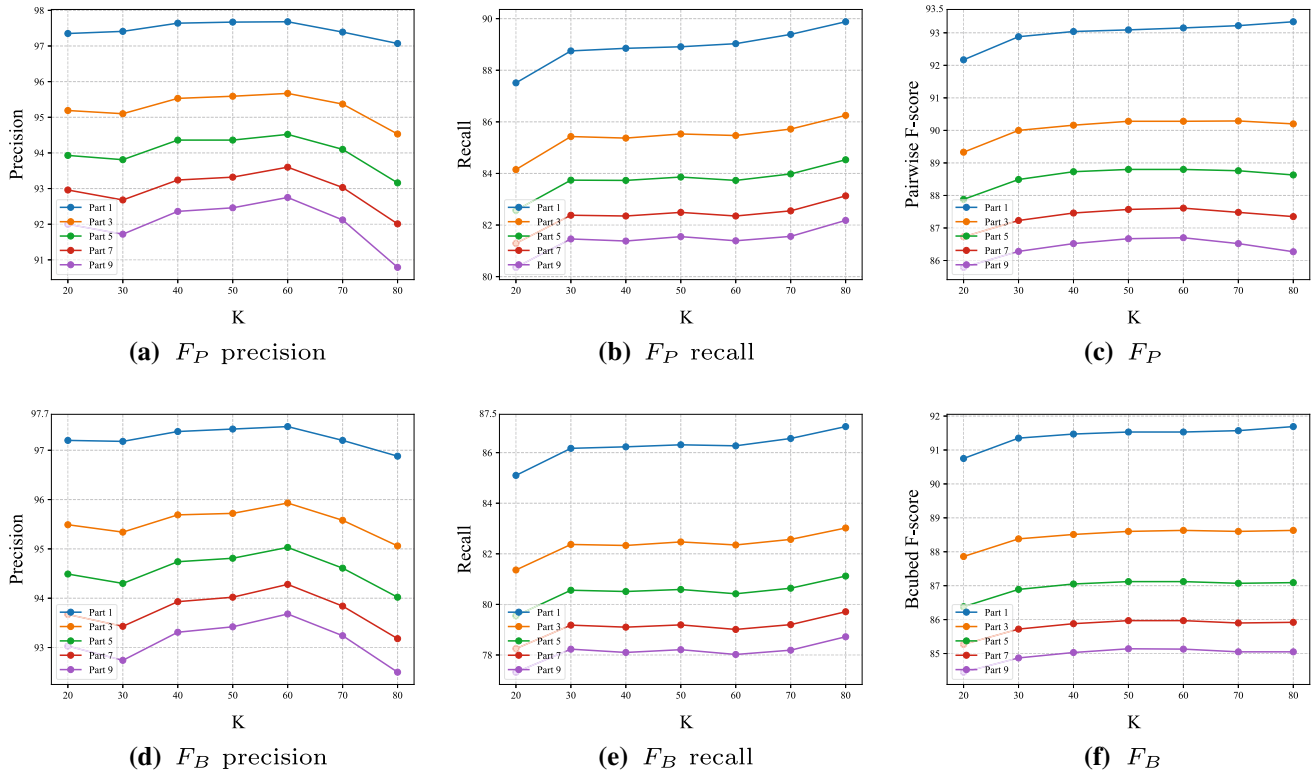 98
97
96
95
94
93
92
91
Precision
Part 1
Part 3
Part 5
Part 7
Part 9
20 30 40 50 60 70 80
K
(a) F_P precision
90
88
86
84
82
80
Recall
Part 1
Part 3
Part 5
Part 7
Part 9
20 30 40 50 60 70 80
K
(b) F_P recall
93.5
93
92
91
90
89
88
87
86
Pairwise F-score
Part 1
Part 3
Part 5
Part 7
Part 9
20 30 40 50 60 70 80
K
(c) F_P
97.7
97
96
95
94
93
Precision
Part 1
Part 3
Part 5
Part 7
Part 9
20 30 40 50 60 70 80
K
(d) F_B precision
87.5
86
84
82
80
78
Recall
Part 1
Part 3
Part 5
Part 7
Part 9
20 30 40 50 60 70 80
K
(e) F_B recall
92
91
90
89
88
87
86
85
Bcubed F-score
Part 1
Part 3
Part 5
Part 7
Part 9
20 30 40 50 60 70 80
K
(f) F_B